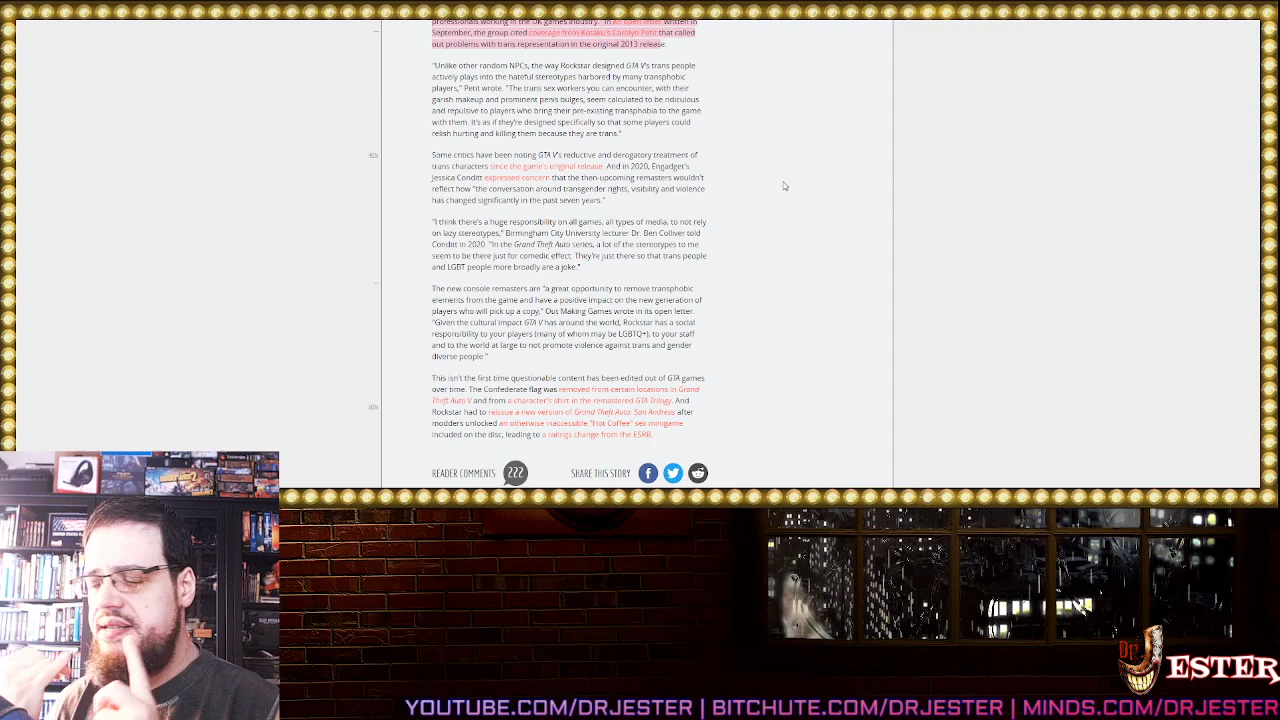 professionals working in the UK games industry." In an open letter written in
September, the group cited coverage from Kotaku's Carolyn Petit that called
out problems with trans representation in the original 2013 release.
"Unlike other random NPCs, the way Rockstar designed GTA V's trans people
actively plays into the hateful stereotypes harbored by many transphobic
players," Petit wrote. "The trans sex workers you can encounter, with their
garish makeup and prominent penis bulges, seem calculated to be ridiculous
and repulsive to players who bring their pre-existing transphobia to the game
with them. It's as if they're designed specifically so that some players could
relish hurting and killing them because they are trans."
Some critics have been noting GTA V's reductive and derogatory treatment of
trans characters since the game's original release. And in 2020, Engadget's
Jessica Conditt expressed concern that the then-upcoming remasters wouldn't
reflect how "the conversation around transgender rights, visibility and violence
has changed significantly in the past seven years."
"I think there's a huge responsibility on all games, all types of media, to not rely
on lazy stereotypes," Birmingham City University lecturer Dr. Ben Colliver told
Conditt in 2020. "In the Grand Theft Auto series, a lot of the stereotypes to me
seem to be there just for comedic effect. They're just there so that trans people
and LGBT people more broadly are a joke."
The new console remasters are "a great opportunity to remove transphobic
elements from the game and have a positive impact on the new generation of
players who will pick up a copy," Out Making Games wrote in its open letter.
"Given the cultural impact GTA V has around the world, Rockstar has a social
responsibility to your players (many of whom may be LGBTQ+), to your staff
and to the world at large to not promote violence against trans and gender
diverse people."
This isn't the first time questionable content has been edited out of GTA games
over time. The Confederate flag was removed from certain locations in Grand
Theft Auto V and from a character's shirt in the remastered GTA Trilogy. And
Rockstar had to reissue a new version of Grand Theft Auto: San Andreas after
modders unlocked an otherwise inaccessible "Hot Coffee" sex minigame
included on the disc, leading to a ratings change from the ESRB.
READER COMMENTS 222 SHARE THIS STORY
Dr. JESTER
YOUTUBE.COM/DRJESTER | BITCHUTE.COM/DRJESTER | MINDS.COM/DRJESTER